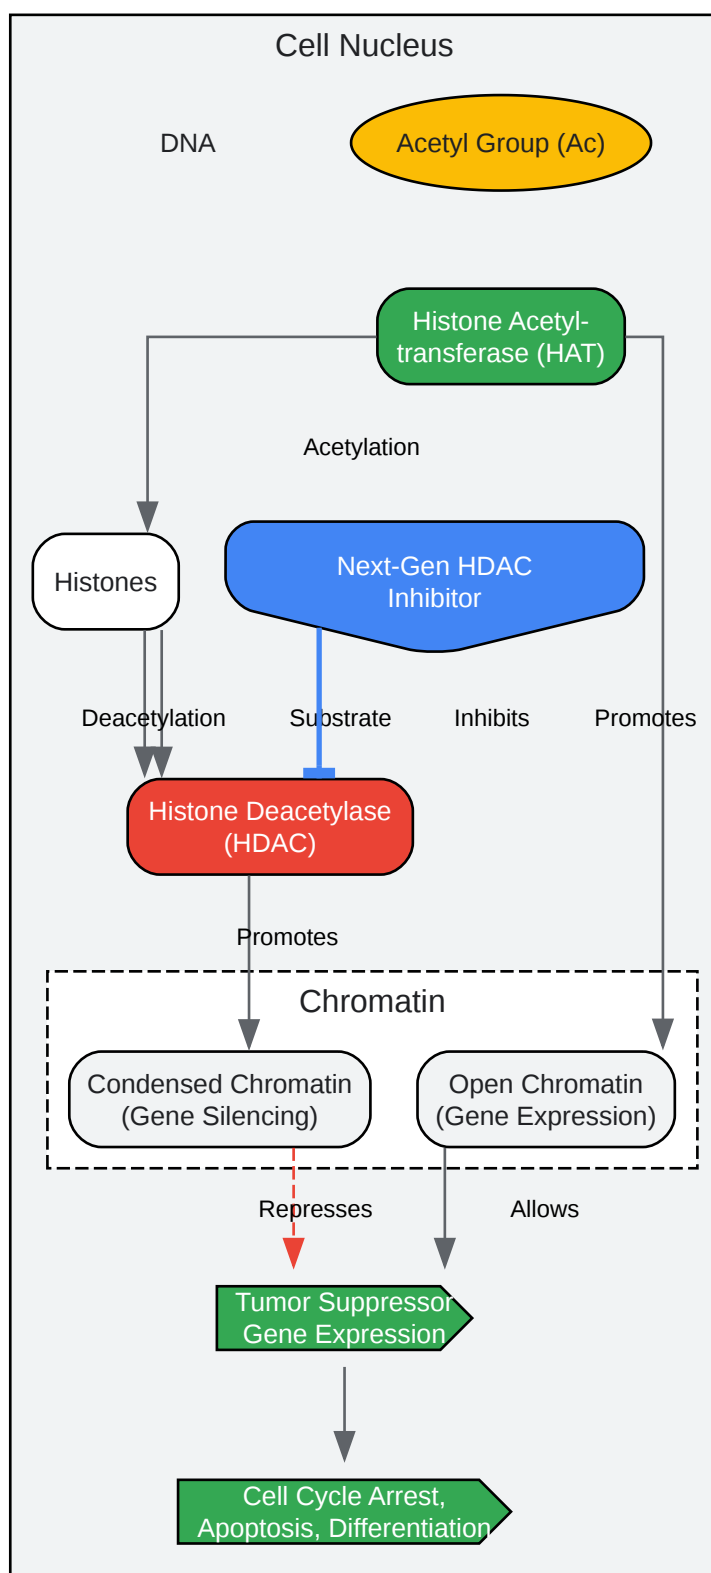 Cell Nucleus
DNA
Acetyl Group (Ac)
Histone Acetyl-
transferase (HAT)
Acetylation
Histones
Next-Gen HDAC
Inhibitor
Deacetylation
Substrate
Inhibits
Promotes
Histone Deacetylase
(HDAC)
Promotes
Chromatin
Condensed Chromatin
(Gene Silencing)
Open Chromatin
(Gene Expression)
Represses
Allows
Tumor Suppressor
Gene Expression
Cell Cycle Arrest,
Apoptosis, Differentiation